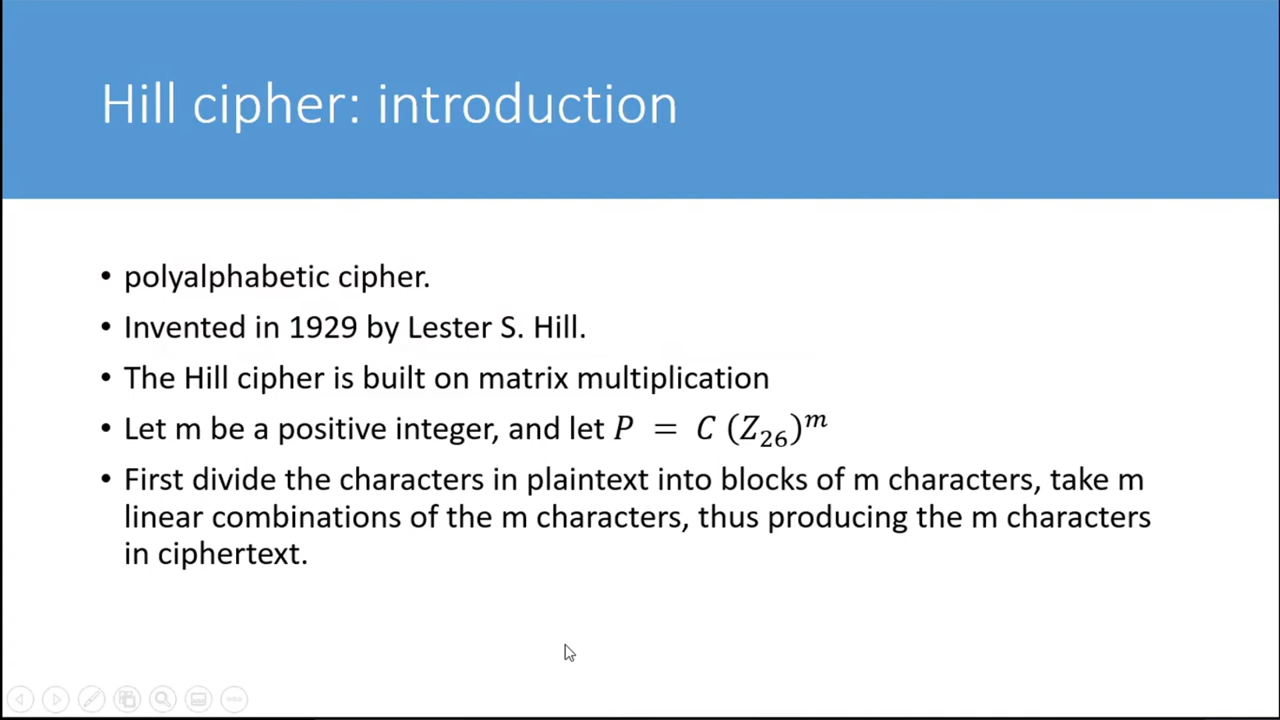 Hill cipher: introduction
• polyalphabetic cipher.
• Invented in 1929 by Lester S. Hill.
• The Hill cipher is built on matrix multiplication
• Let m be a positive integer, and let 𝑃 = 𝐶 (𝑍₂₆)ᵐ
• First divide the characters in plaintext into blocks of m characters, take m
linear combinations of the m characters, thus producing the m characters
in ciphertext.